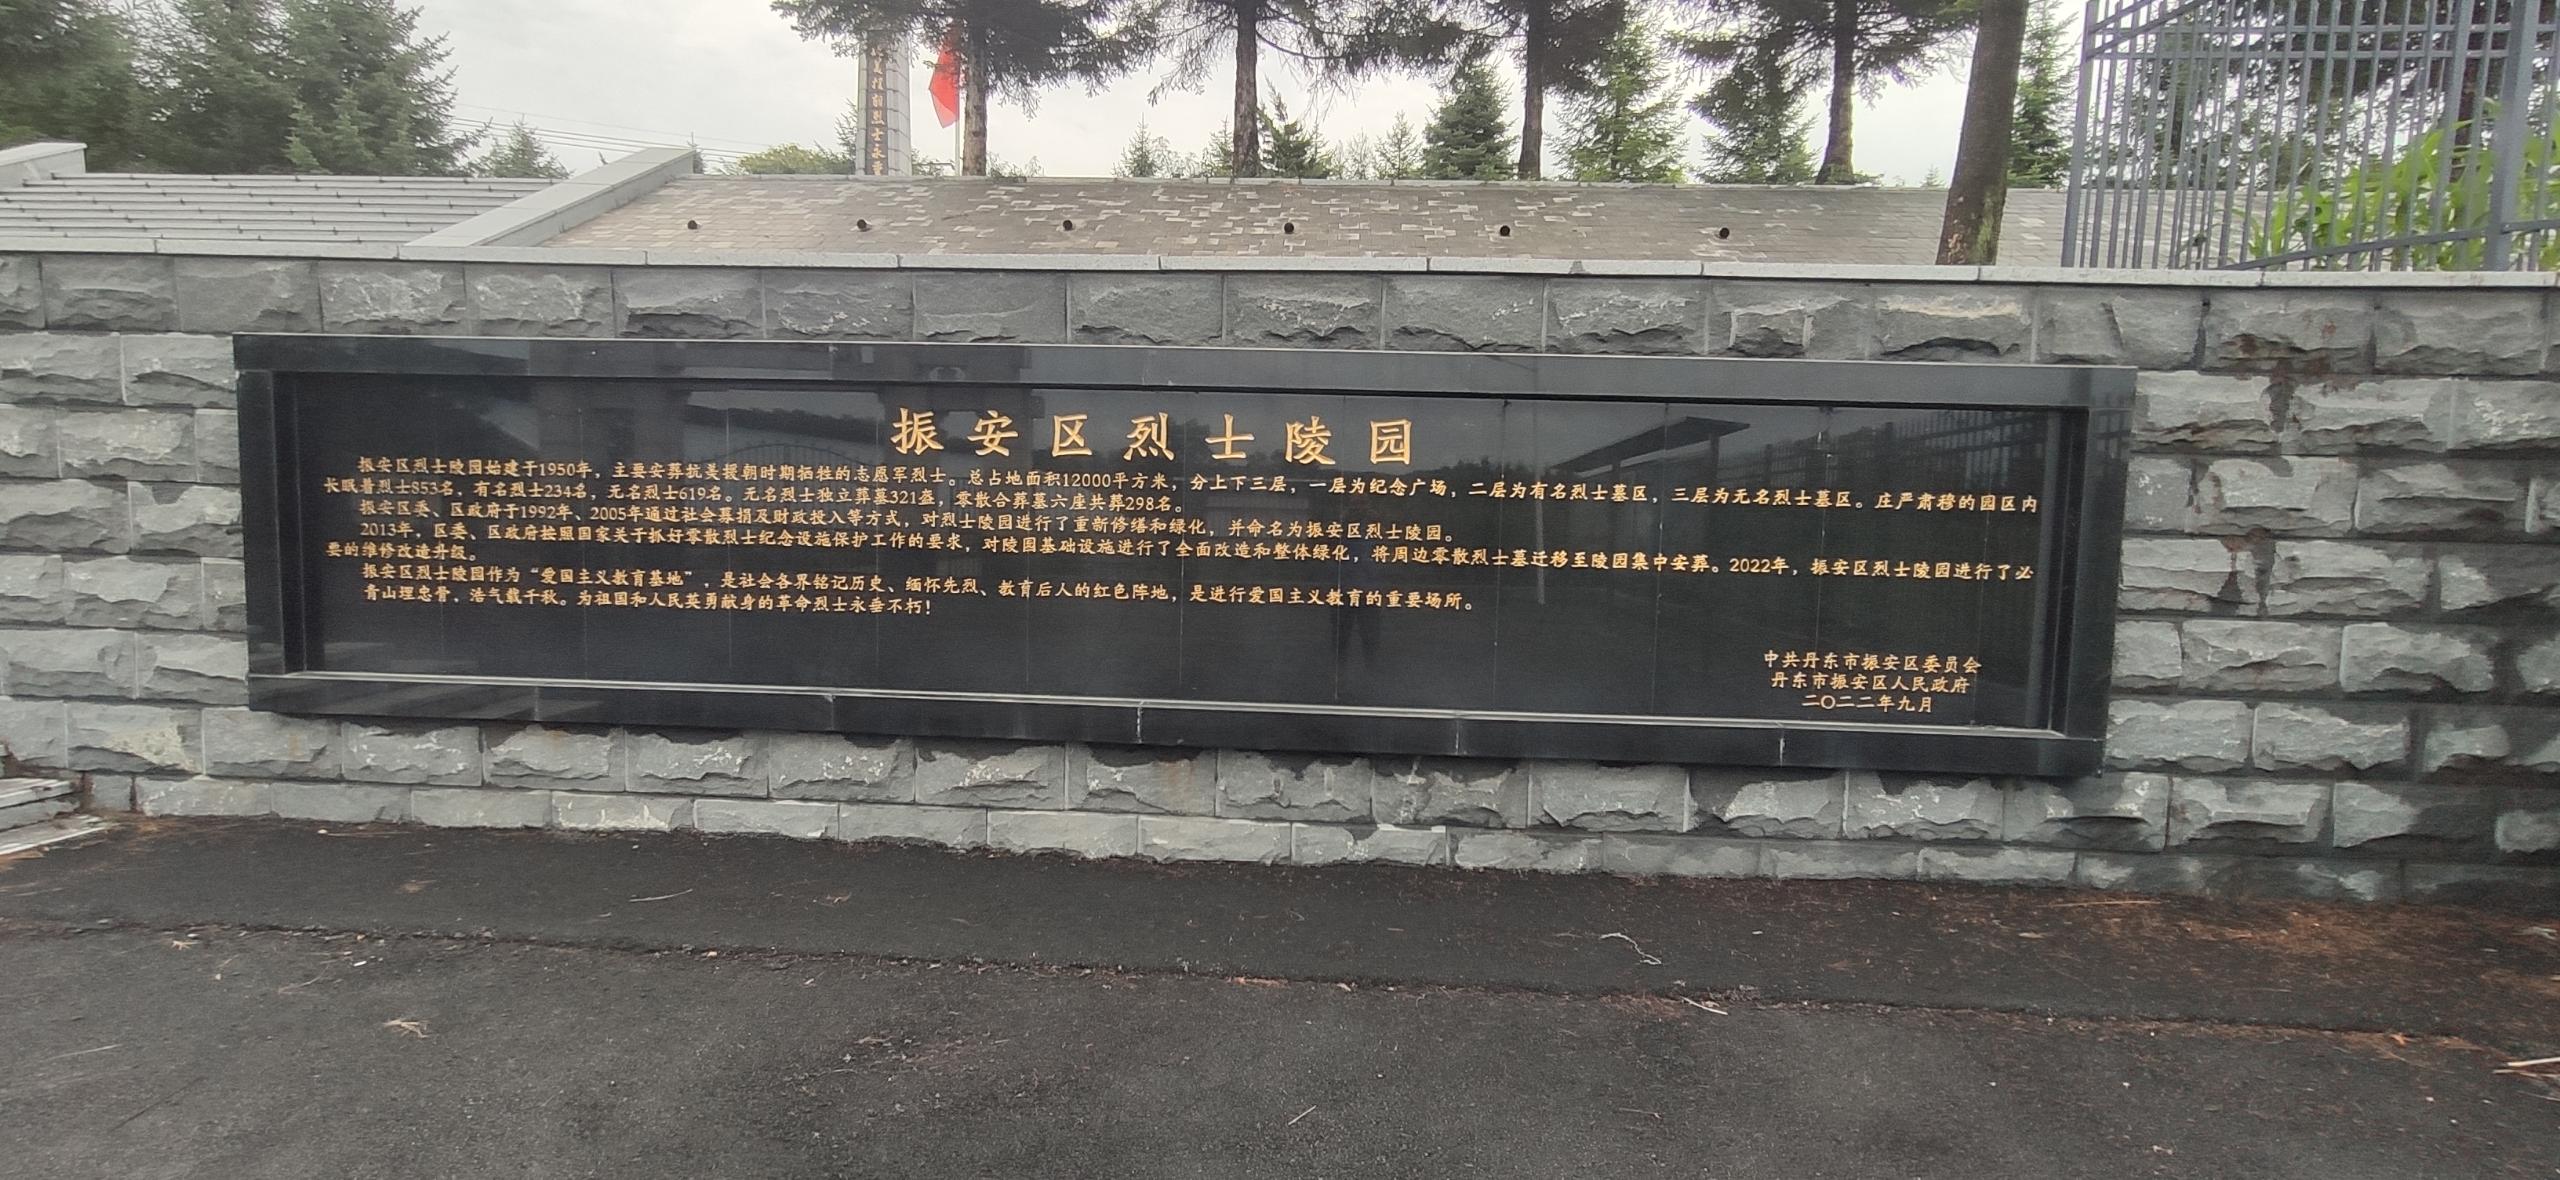 援朝烈士永垂
振安区烈士陵园
振安区烈士陵园始建于1950年，主要安葬抗美援朝时期牺牲的志愿军烈士。总占地面积12000平方米，分上下三层，一层为纪念广场，二层为有名烈士墓区，三层为无名烈士墓区。庄严肃穆的园区内
长眠着烈士853名，有名烈士234名，无名烈士619名。无名烈士独立葬墓321盔，零散合葬墓六座共葬298名。
振安区委、区政府于1992年、2005年通过社会募捐及财政投入等方式，对烈士陵园进行了重新修缮和绿化，并命名为振安区烈士陵园。
2013年，区委、区政府按照国家关于抓好零散烈士纪念设施保护工作的要求，对陵园基础设施进行了全面改造和整体绿化，将周边零散烈士墓迁移至陵园集中安葬。2022年，振安区烈士陵园进行了必
要的维修改造升级。
振安区烈士陵园作为“爱国主义教育基地”，是社会各界铭记历史、缅怀先烈、教育后人的红色阵地，是进行爱国主义教育的重要场所。
青山埋忠骨，浩气载千秋。为祖国和人民英勇献身的革命烈士永垂不朽！
中共丹东市振安区委员会
丹东市振安区人民政府
二〇二二年九月